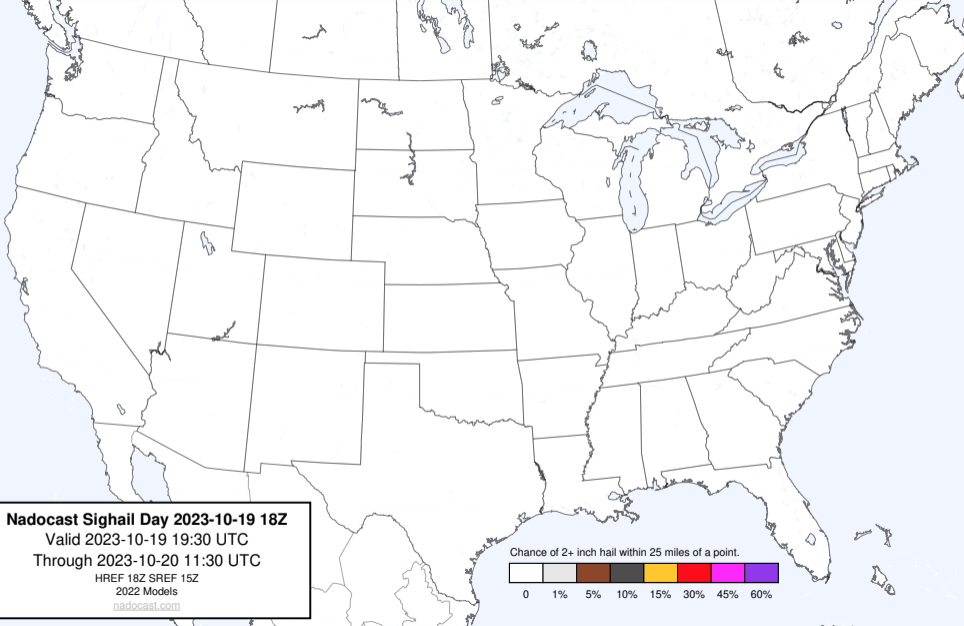 Nadocast Sighail Day 2023-10-19 18Z
Valid 2023-10-19 19:30 UTC
Through 2023-10-20 11:30 UTC
HREF 18Z SREF 15Z
2022 Models
nadocast.com
Chance of 2+ inch hail within 25 miles of a point.
0 1% 5% 10% 15% 30% 45% 60%